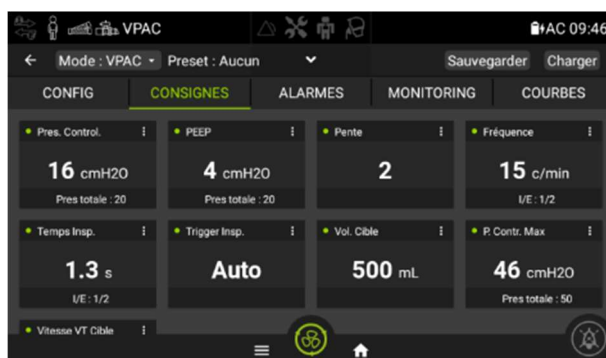 VPAC AC 09:46
Mode : VPAC Preset : Aucun Sauvegarder Charger
CONFIG CONSIGNES ALARMES MONITORING COURBES
Pres. Control. PEEP Pente Fréquence
16 cmH2O 4 cmH2O 2 15 c/min
Pres totale : 20 Pres totale : 20 I/E : 1/2
Temps Insp. Trigger Insp. Vol. Cible P. Contr. Max
1.3 s Auto 500 mL 46 cmH2O
I/E : 1/2 Pres totale : 50
Vitesse VT Cible